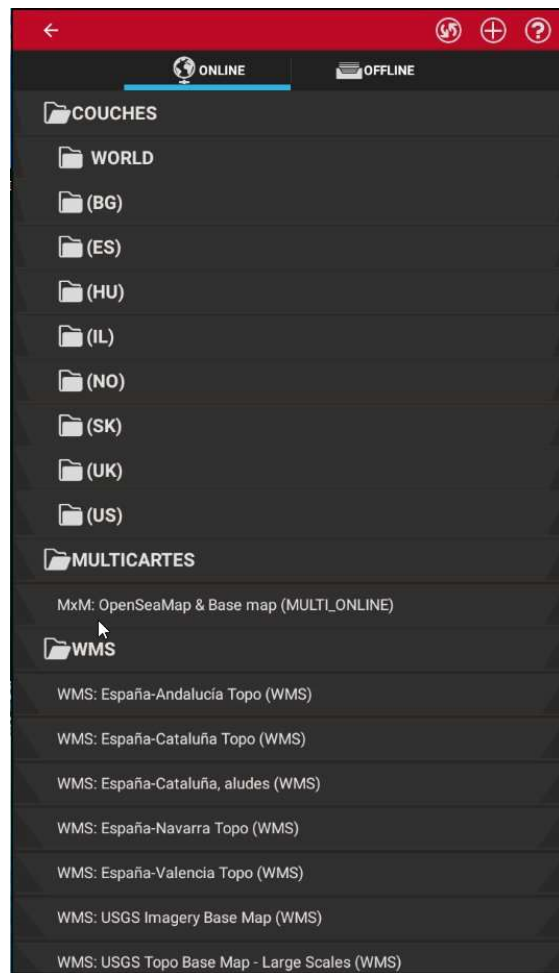 ONLINE
OFFLINE
COUCHES
WORLD
(BG)
(ES)
(HU)
(IL)
(NO)
(SK)
(UK)
(US)
MULTICARTES
MxM: OpenSeaMap & Base map (MULTI_ONLINE)
WMS
WMS: España-Andalucía Topo (WMS)
WMS: España-Cataluña Topo (WMS)
WMS: España-Cataluña, aludes (WMS)
WMS: España-Navarra Topo (WMS)
WMS: España-Valencia Topo (WMS)
WMS: USGS Imagery Base Map (WMS)
WMS: USGS Topo Base Map - Large Scales (WMS)